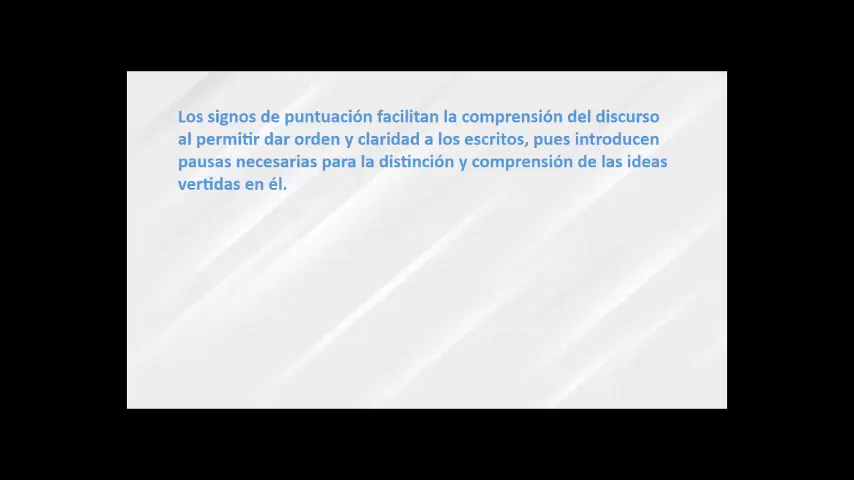 Los signos de puntuación facilitan la comprensión del discurso
al permitir dar orden y claridad a los escritos, pues introducen
pausas necesarias para la distinción y comprensión de las ideas
vertidas en él.